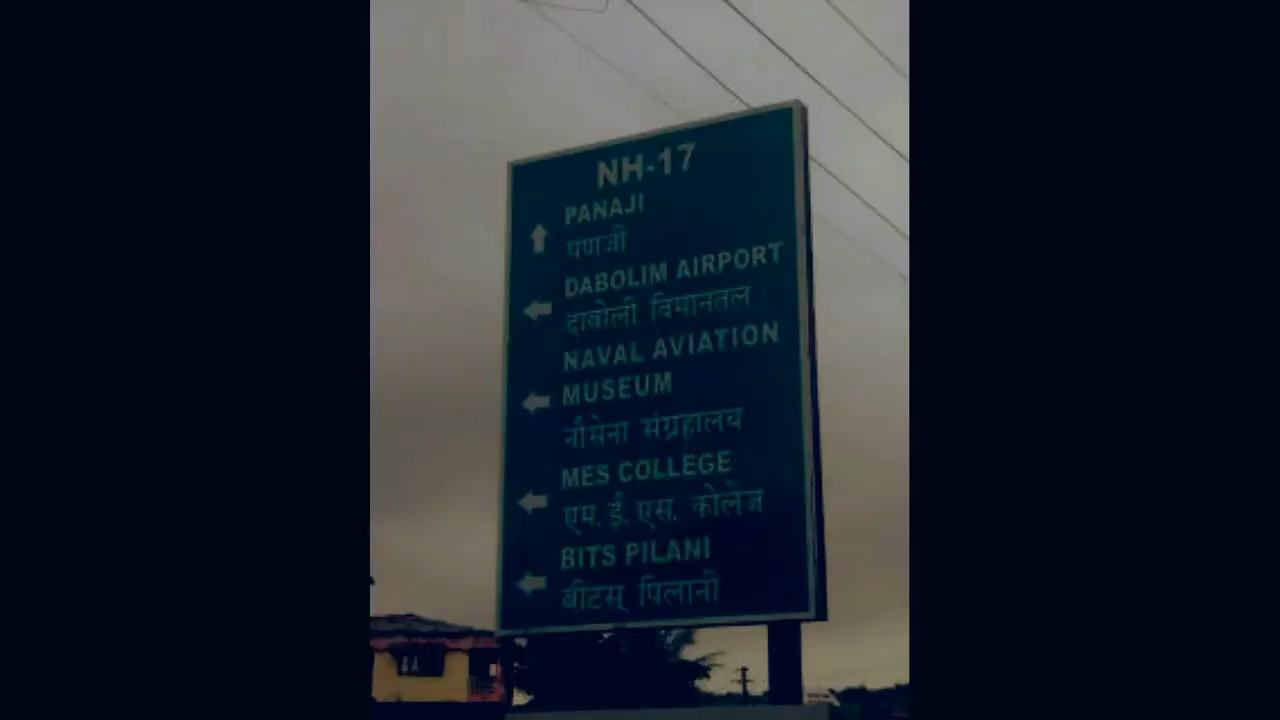 NH-17
PANAJI
पणजी
DABOLIM AIRPORT
दाबोली विमानतल
NAVAL AVIATION
MUSEUM
नौसेना संग्रहालय
MES COLLEGE
एम. ई. एस. कोलेज
BITS PILANI
बीटस् पिलानी